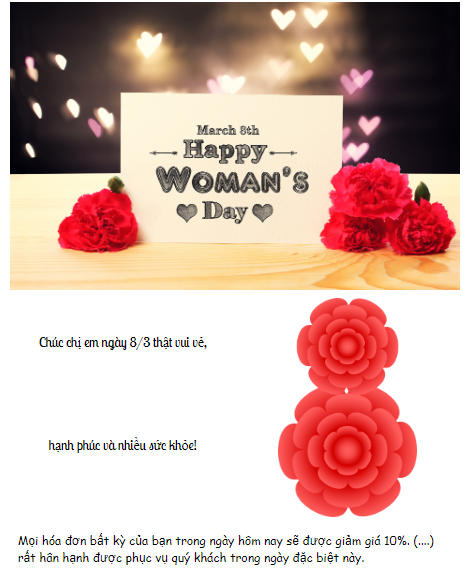 March 8th
Happy
WOMAN'S
Day
Chúc chị em ngày 8/3 thật vui vẻ,
hạnh phúc và nhiều sức khỏe!
Mọi hóa đơn bất kỳ của bạn trong ngày hôm nay sẽ được giảm giá 10%. (....)
rất hân hạnh được phục vụ quý khách trong ngày đặc biệt này.